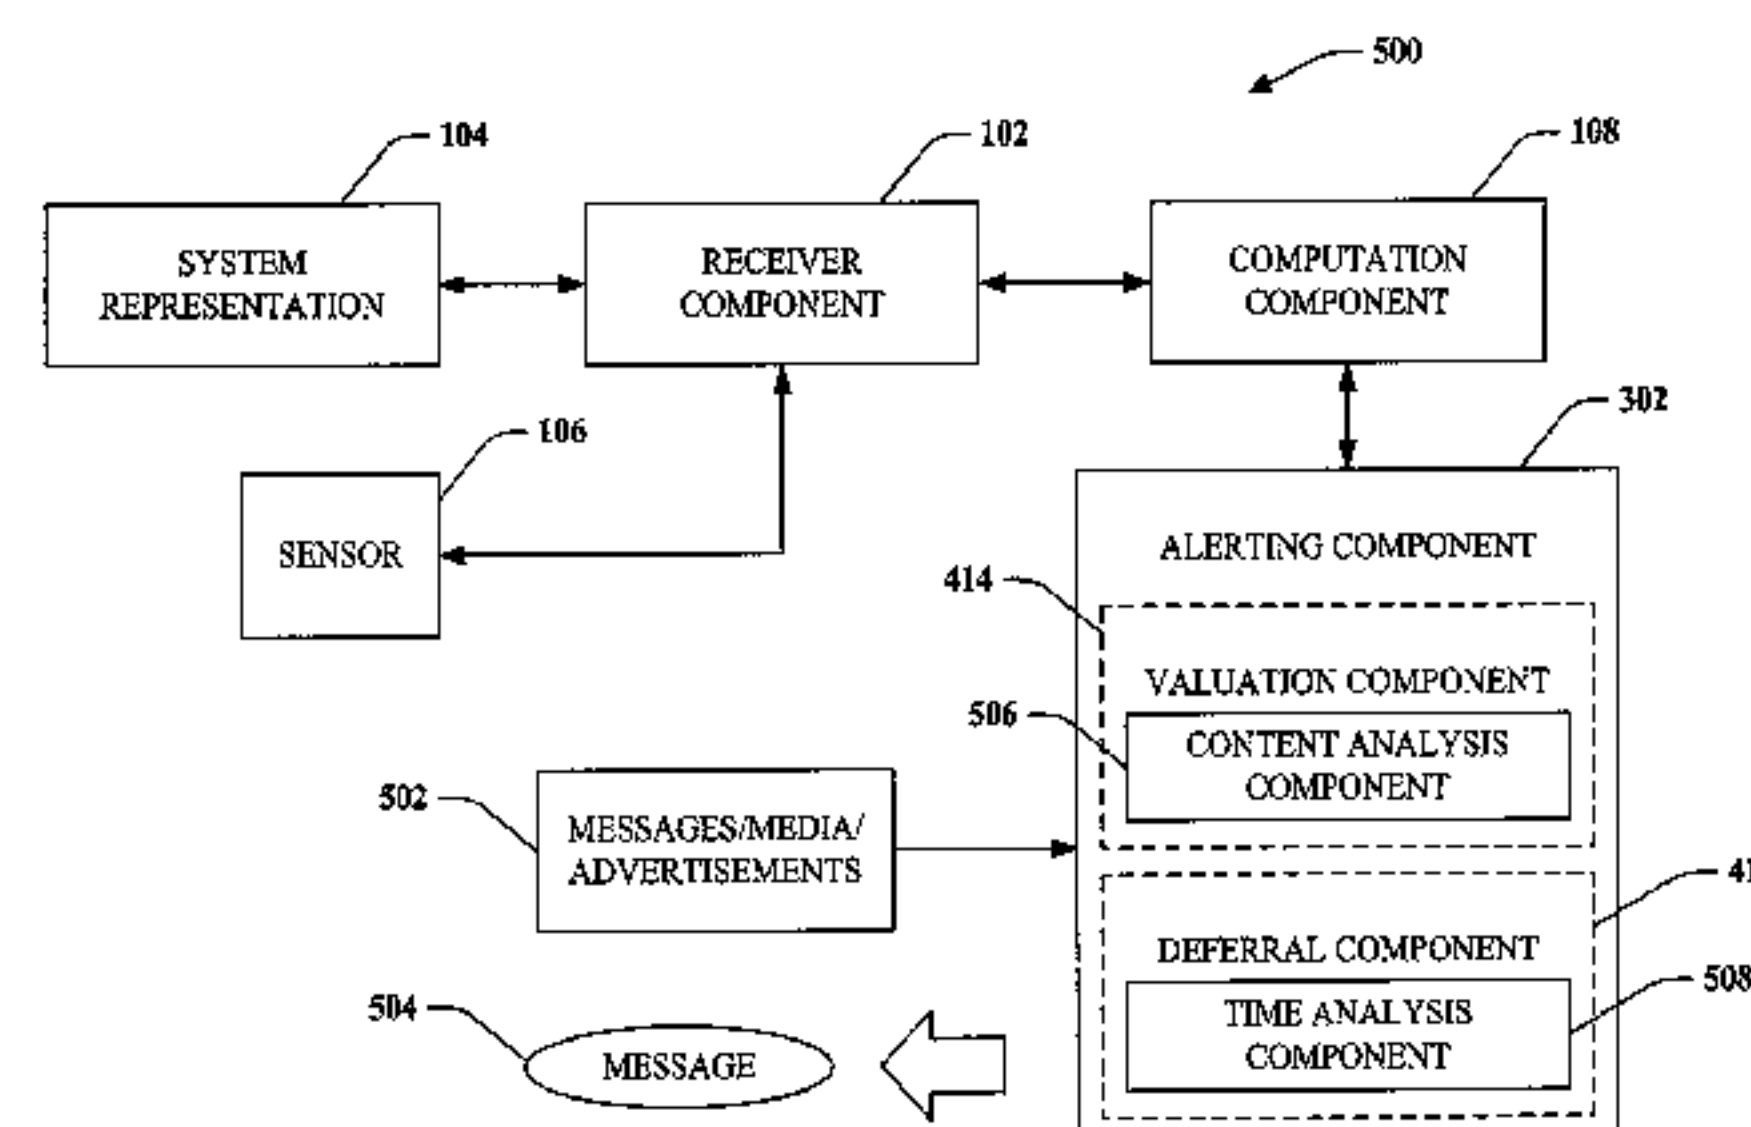 500
104
102
108
SYSTEM
REPRESENTATION
RECEIVER
COMPONENT
COMPUTATION
COMPONENT
302
106
SENSOR
ALERTING COMPONENT
414
VALUATION COMPONENT
506
CONTENT ANALYSIS
COMPONENT
502
MESSAGES/MEDIA/
ADVERTISEMENTS
DEFERRAL COMPONENT
508
TIME ANALYSIS
COMPONENT
504
MESSAGE